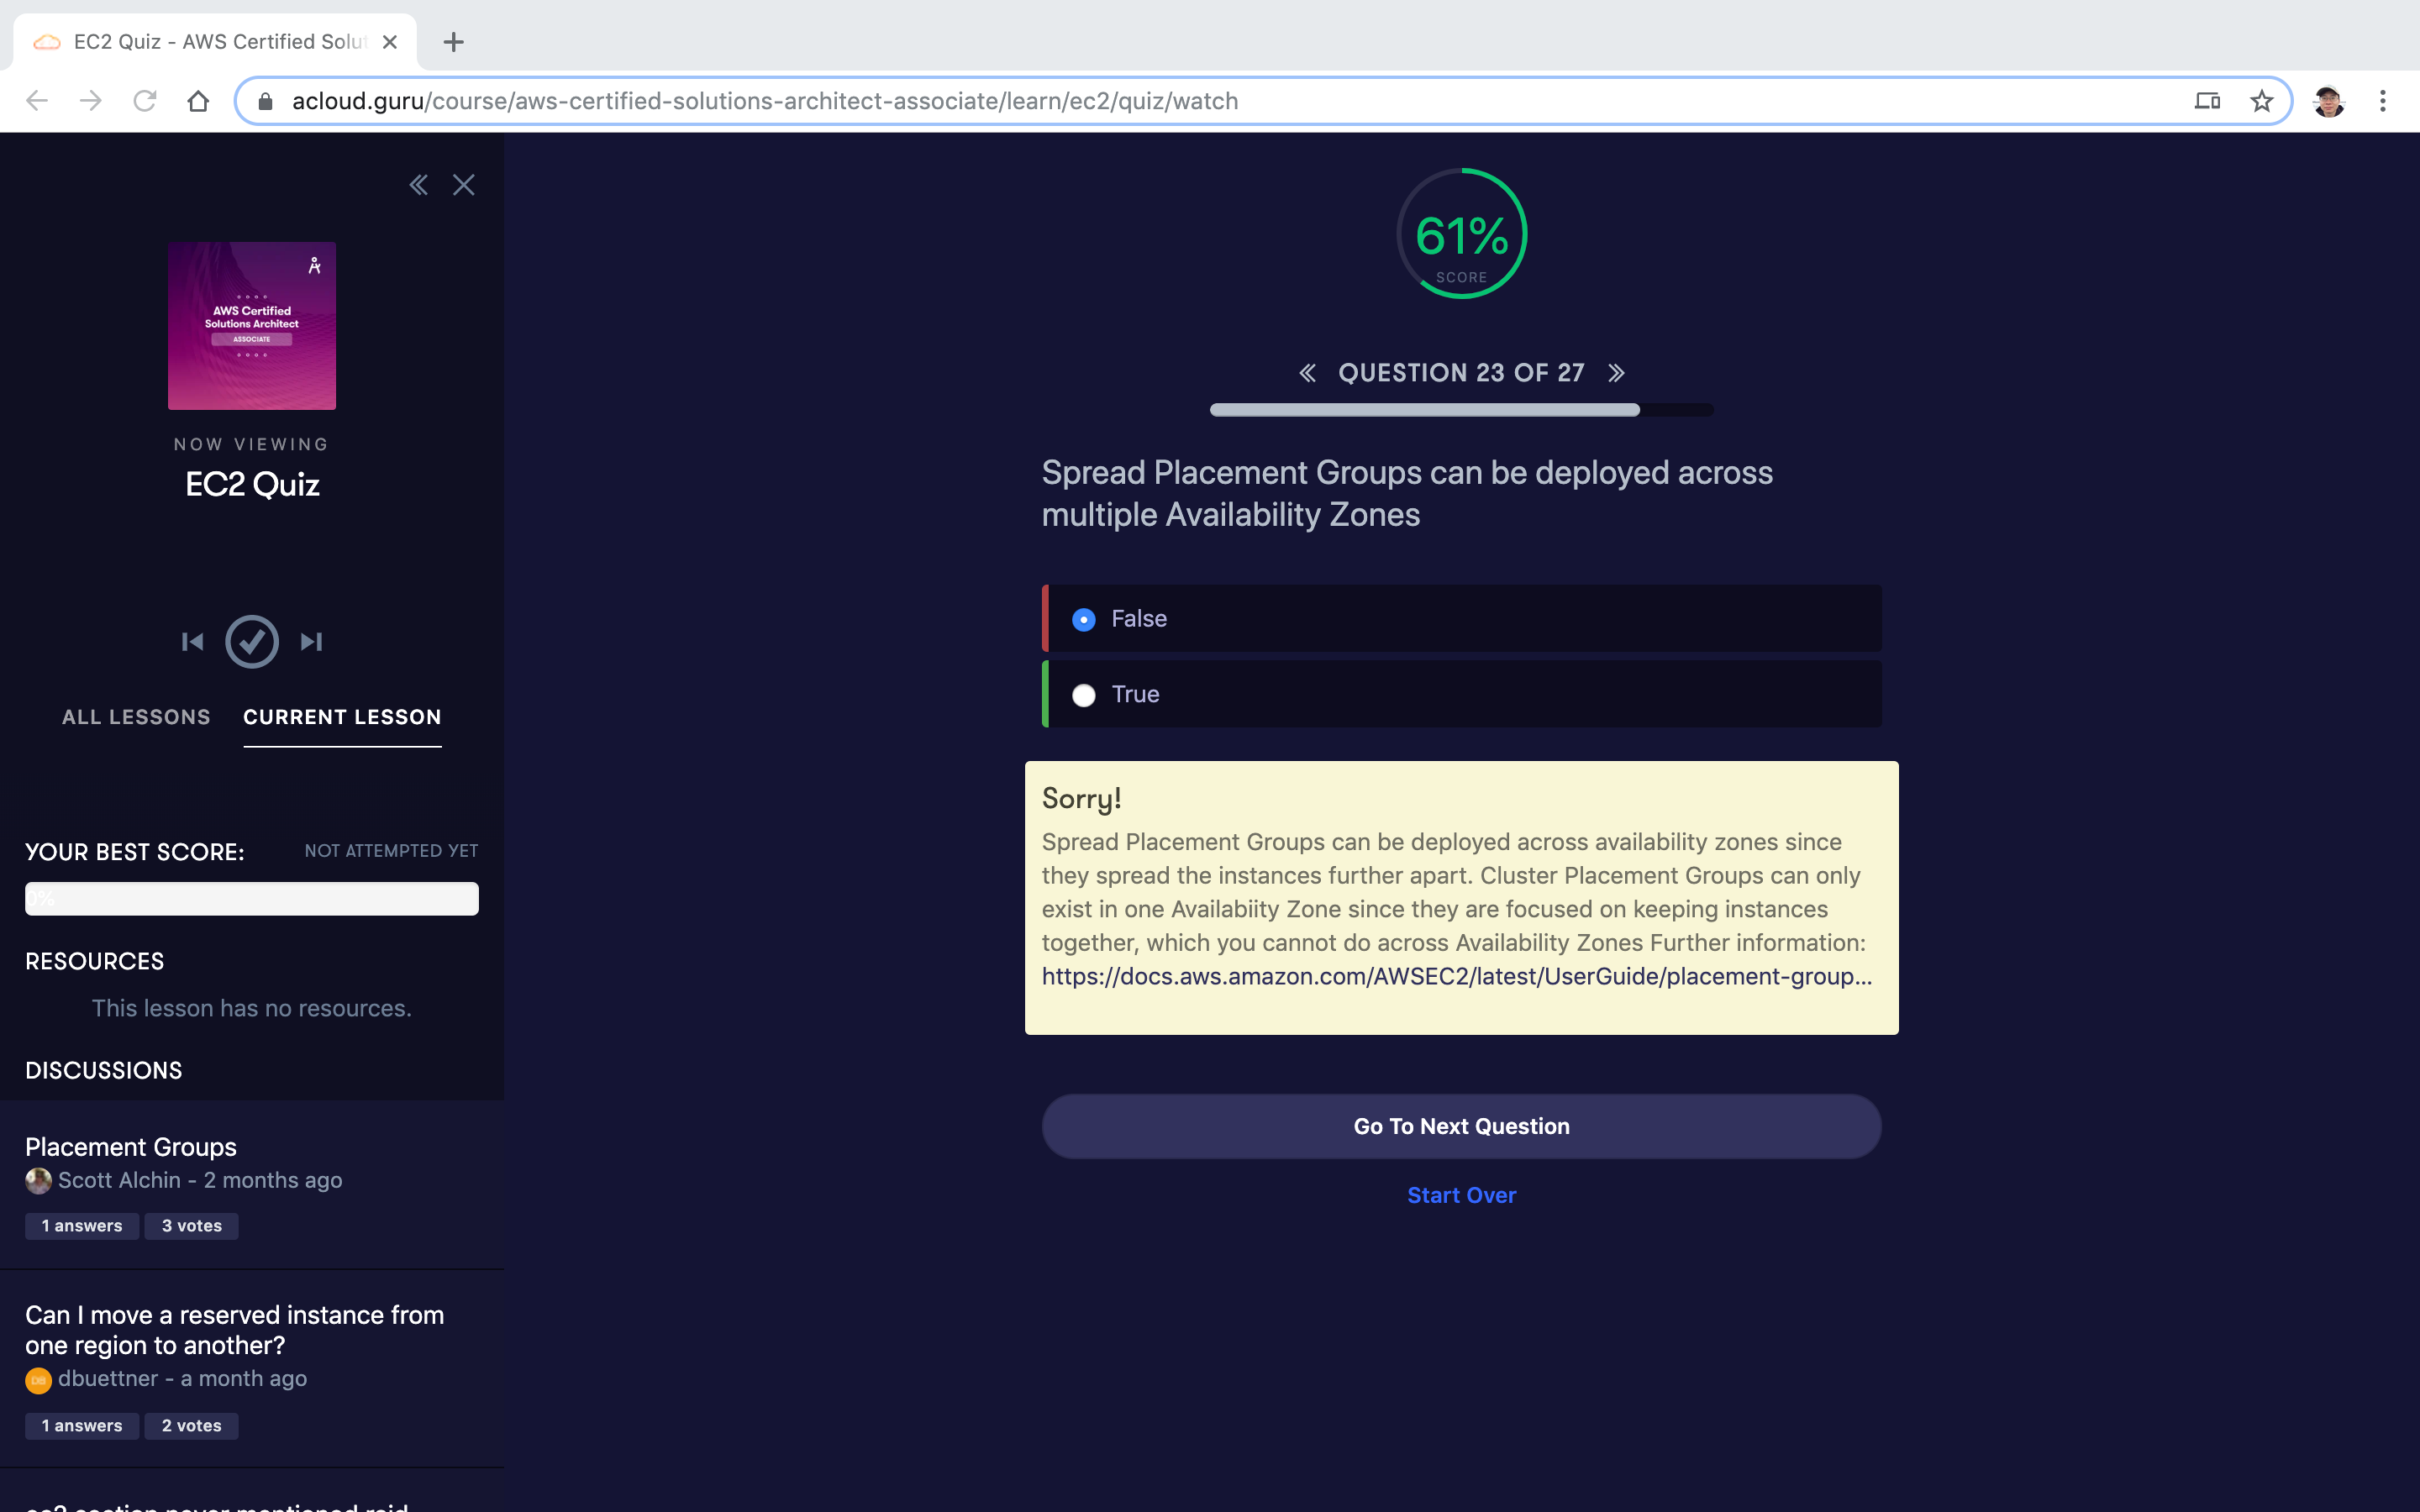 EC2 Quiz - AWS Certified Solut
acloud.guru/course/aws-certified-solutions-architect-associate/learn/ec2/quiz/watch
AWS Certified
Solutions Architect
ASSOCIATE
NOW VIEWING
EC2 Quiz
ALL LESSONS
CURRENT LESSON
YOUR BEST SCORE:
NOT ATTEMPTED YET
0%
RESOURCES
This lesson has no resources.
DISCUSSIONS
Placement Groups
Scott Alchin - 2 months ago
1 answers
3 votes
Can I move a reserved instance from
one region to another?
dbuettner - a month ago
1 answers
2 votes
ec2 section never mentioned raid
61%
SCORE
QUESTION 23 OF 27
Spread Placement Groups can be deployed across
multiple Availability Zones
False
True
Sorry!
Spread Placement Groups can be deployed across availability zones since
they spread the instances further apart. Cluster Placement Groups can only
exist in one Availabiity Zone since they are focused on keeping instances
together, which you cannot do across Availability Zones Further information:
https://docs.aws.amazon.com/AWSEC2/latest/UserGuide/placement-group...
Go To Next Question
Start Over